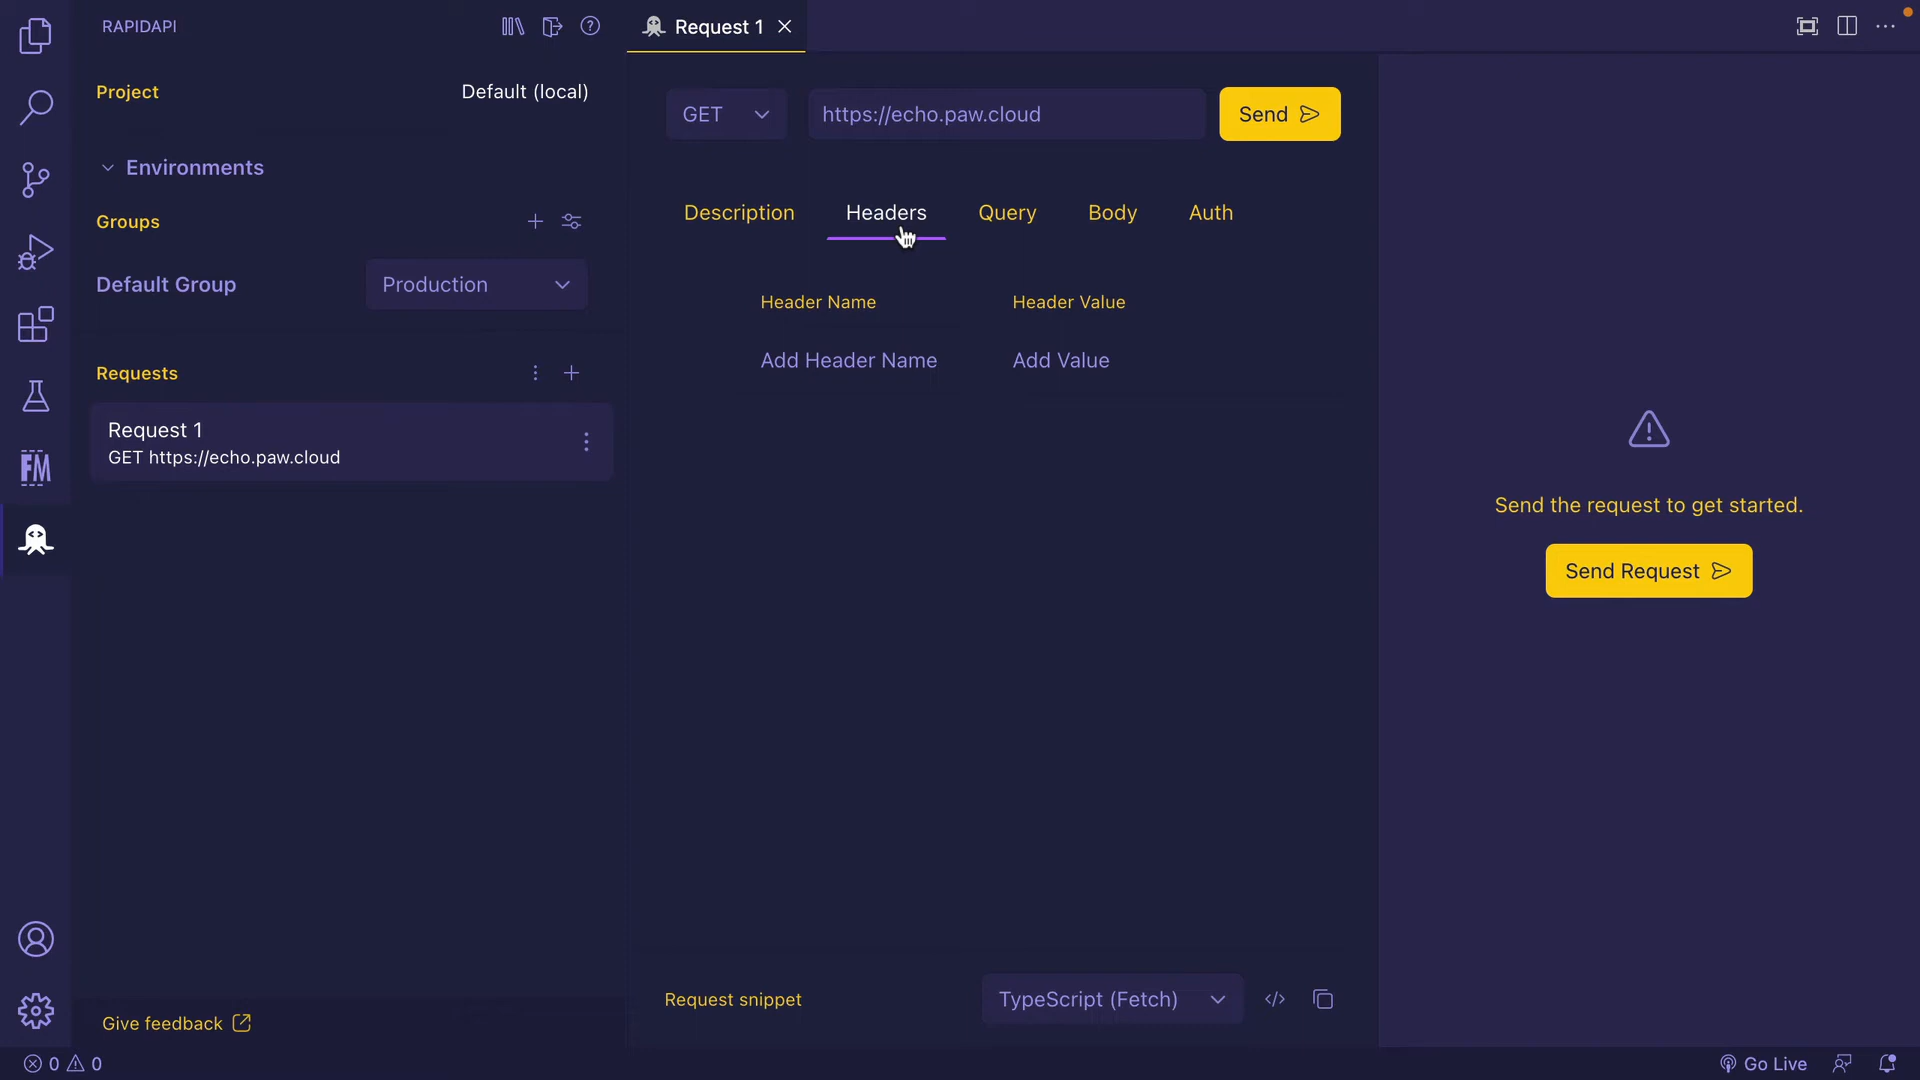 RAPIDAPI
Project
Default (local)
Environments
Groups
Default Group
Production
Requests
Request 1
GET https://echo.paw.cloud
Give feedback
Request 1
GET
https://echo.paw.cloud
Send
Description
Headers
Query
Body
Auth
Header Name
Header Value
Add Header Name
Add Value
Request snippet
TypeScript (Fetch)
Send the request to get started.
Send Request
FM
0
0
Go Live